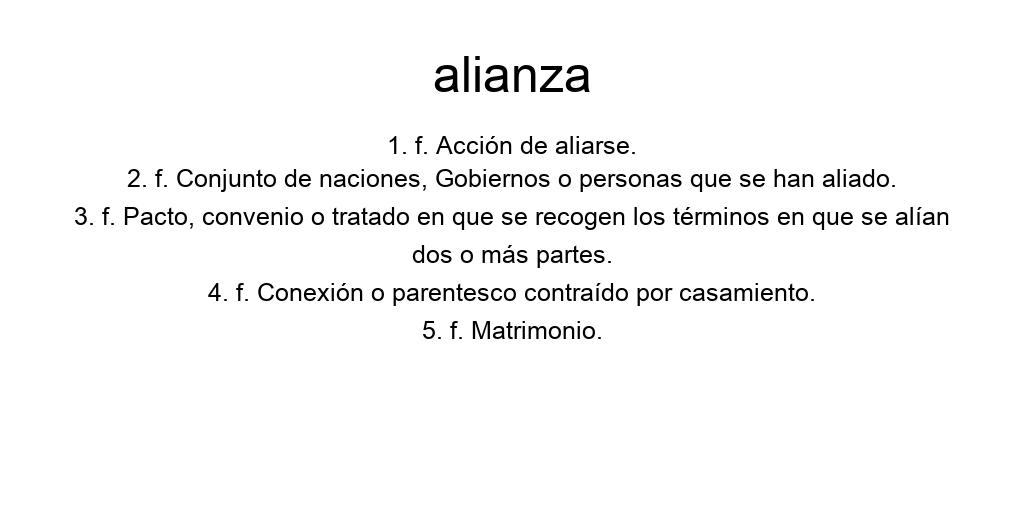 alianza
1. f. Acción de aliarse.
2. f. Conjunto de naciones, Gobiernos o personas que se han aliado.
3. f. Pacto, convenio o tratado en que se recogen los términos en que se alían
dos o más partes.
4. f. Conexión o parentesco contraído por casamiento.
5. f. Matrimonio.